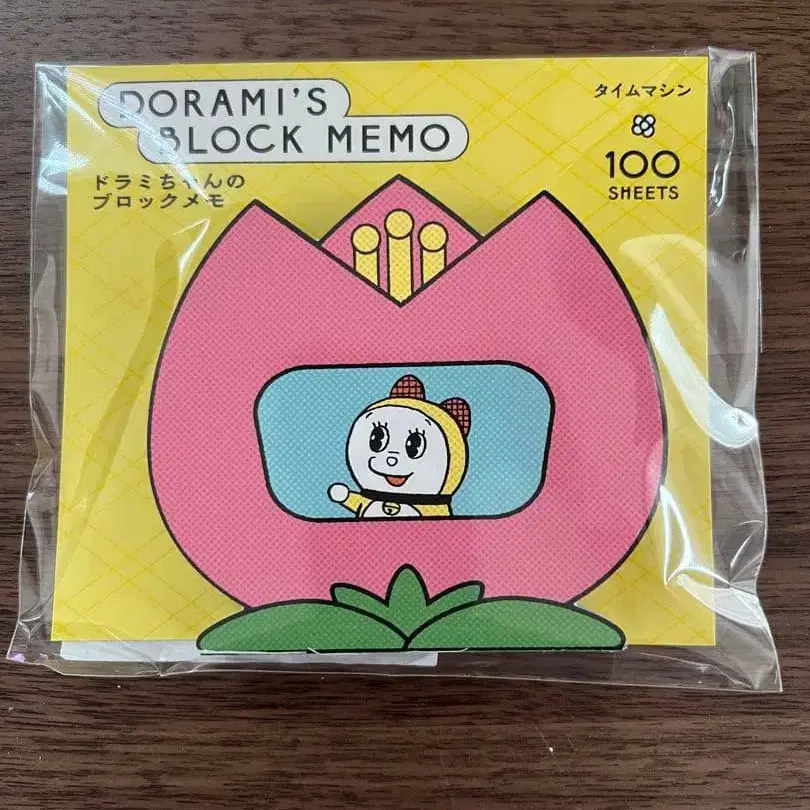 DORAMI'S
BLOCK MEMO
ドラミちゃんの
ブロックメモ
タイムマシン
100
SHEETS